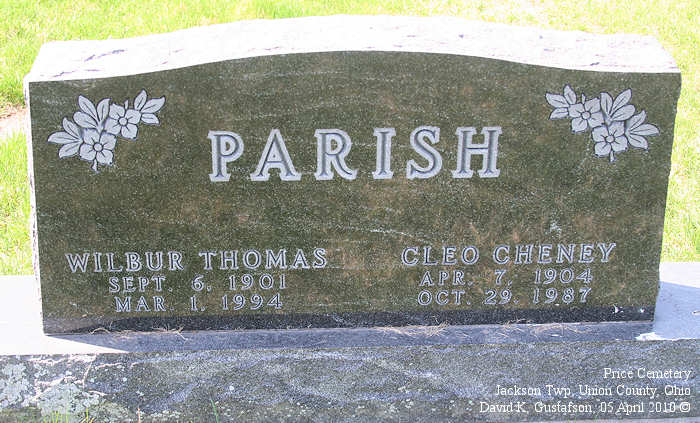 PARISH
WILBUR THOMAS
SEPT. 6, 1901
MAR. 1, 1994
CLEO CHENEY
APR. 7, 1904
OCT. 29, 1987
Price Cemetery
Jackson Twp, Union County, Ohio
David K. Gustafson, 05 April 2010 ©